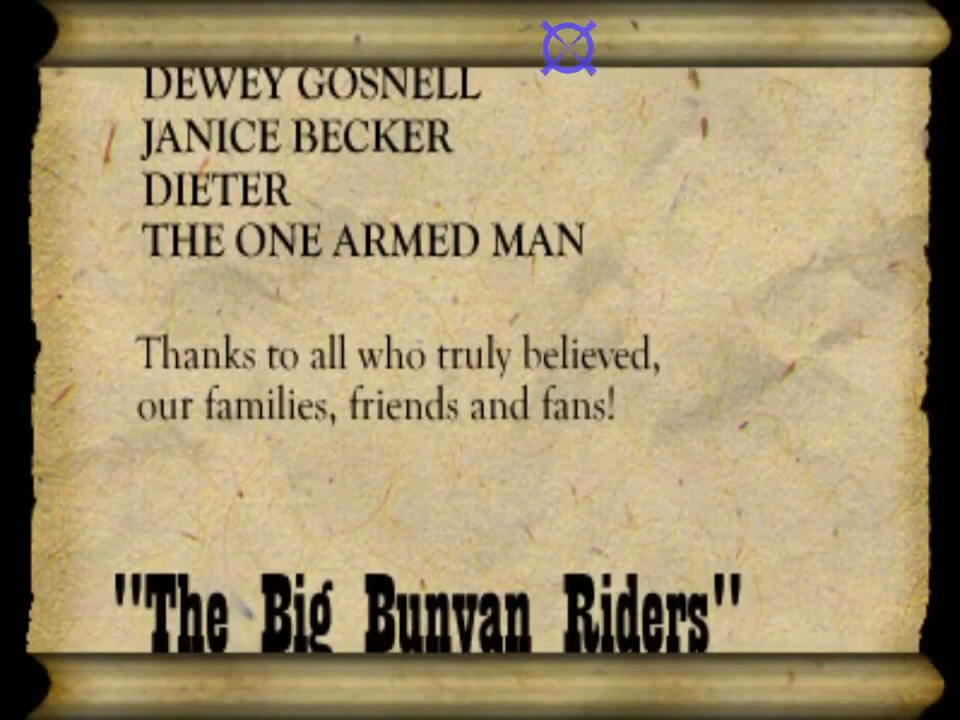 DEWEY GOSNELL
JANICE BECKER
DIETER
THE ONE ARMED MAN
Thanks to all who truly believed,
our families, friends and fans!
"The Big Bunyan Riders"